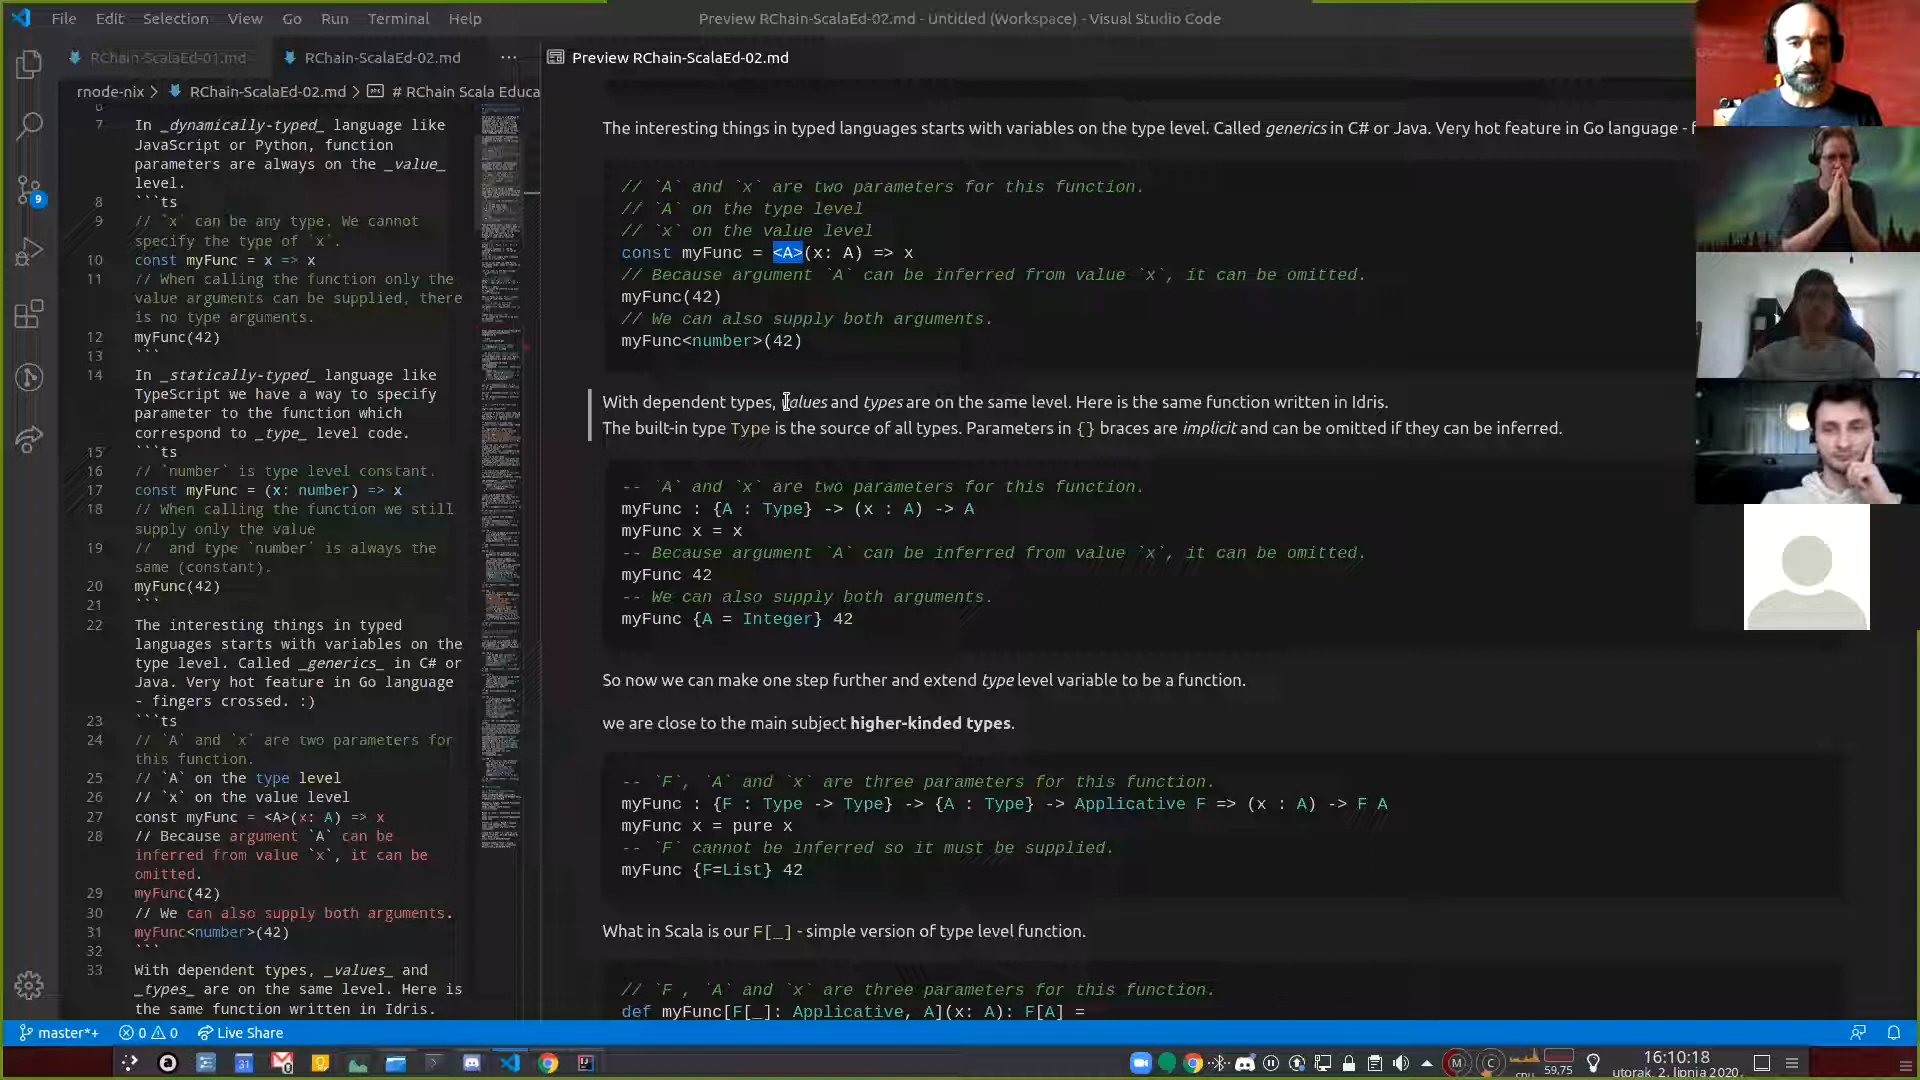 File Edit Selection View Go Run Terminal Help
Preview RChain-ScalaEd-02.md - Untitled (Workspace) - Visual Studio Code
RChain-ScalaEd-01.md
RChain-ScalaEd-02.md
Preview RChain-ScalaEd-02.md
rnode-nix > RChain-ScalaEd-02.md > # RChain Scala Educa
6
7 In _dynamically-typed_ language like
JavaScript or Python, function
parameters are always on the _value_
level.
8 ```ts
9 // `x` can be any type. We cannot
specify the type of `x`.
10 const myFunc = x => x
11 // When calling the function only the
value arguments can be supplied, there
is no type arguments.
12 myFunc(42)
13 ```
14 In _statically-typed_ language like
TypeScript we have a way to specify
parameter to the function which
correspond to _type_ level code.
15 ```ts
16 // `number` is type level constant.
17 const myFunc = (x: number) => x
18 // When calling the function we still
supply only the value
19 // and type `number` is always the
same (constant).
20 myFunc(42)
21 ```
22 The interesting things in typed
languages starts with variables on the
type level. Called _generics_ in C# or
Java. Very hot feature in Go language
- fingers crossed. :)
23 ```ts
24 // `A` and `x` are two parameters for
this function.
25 // `A` on the type level
26 // `x` on the value level
27 const myFunc = <A>(x: A) => x
28 // Because argument `A` can be
inferred from value `x`, it can be
omitted.
29 myFunc(42)
30 // We can also supply both arguments.
31 myFunc<number>(42)
32 ```
33 With dependent types, _values_ and
_types_ are on the same level. Here is
the same function written in Idris.
The interesting things in typed languages starts with variables on the type level. Called generics in C# or Java. Very hot feature in Go language - f
// `A` and `x` are two parameters for this function.
// `A` on the type level
// `x` on the value level
const myFunc = <A>(x: A) => x
// Because argument `A` can be inferred from value `x`, it can be omitted.
myFunc(42)
// We can also supply both arguments.
myFunc<number>(42)
With dependent types, values and types are on the same level. Here is the same function written in Idris.
The built-in type Type is the source of all types. Parameters in {} braces are implicit and can be omitted if they can be inferred.
-- `A` and `x` are two parameters for this function.
myFunc : {A : Type} -> (x : A) -> A
myFunc x = x
-- Because argument `A` can be inferred from value `x`, it can be omitted.
myFunc 42
-- We can also supply both arguments.
myFunc {A = Integer} 42
So now we can make one step further and extend type level variable to be a function.
we are close to the main subject higher-kinded types.
-- `F`, `A` and `x` are three parameters for this function.
myFunc : {F : Type -> Type} -> {A : Type} -> Applicative F => (x : A) -> F A
myFunc x = pure x
-- `F` cannot be inferred so it must be supplied.
myFunc {F=List} 42
What in Scala is our F[_] - simple version of type level function.
// `F`, `A` and `x` are three parameters for this function.
def myFunc[F[_]: Applicative, A](x: A): F[A] =
9
master*+ 0 0 Live Share
31
M C
59.75
16:10:18
utorak, 2. lipnja 2020.